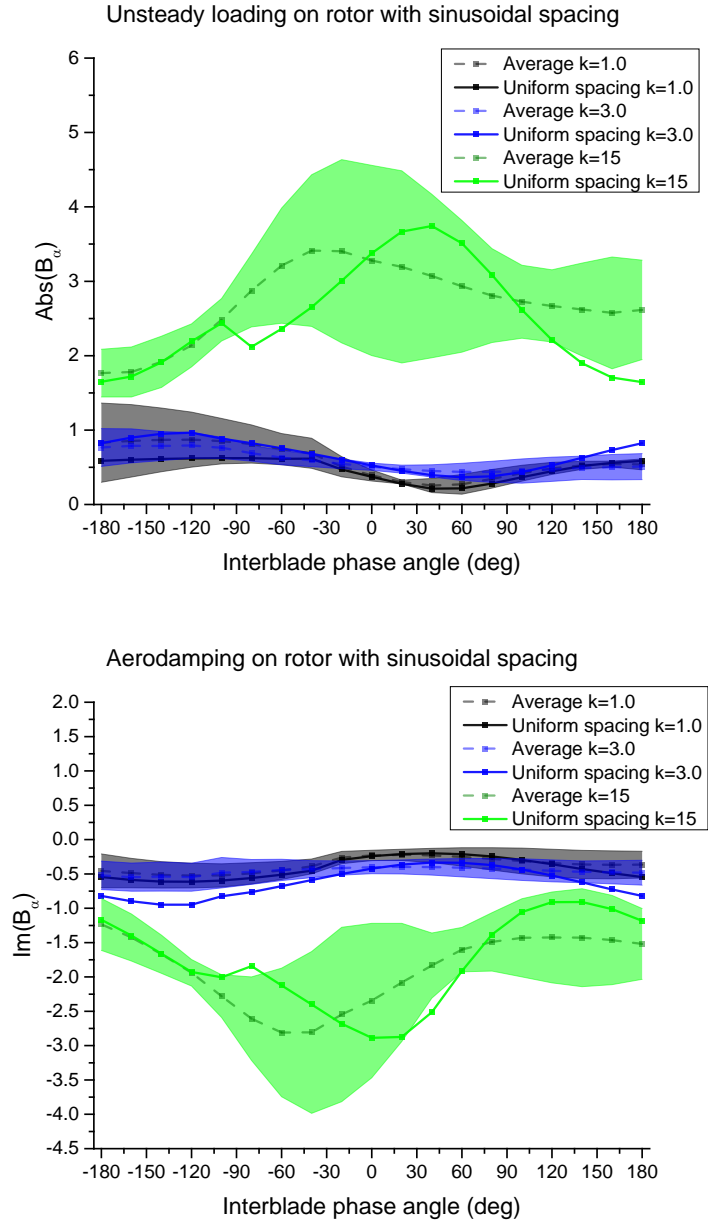 Unsteady loading on rotor with sinusoidal spacing
6
5
4
3
2
1
0
Abs(Bα)
Average k=1.0
Uniform spacing k=1.0
Average k=3.0
Uniform spacing k=3.0
Average k=15
Uniform spacing k=15
-180 -150 -120 -90 -60 -30 0 30 60 90 120 150 180
Interblade phase angle (deg)
Aerodamping on rotor with sinusoidal spacing
2.0
1.5
1.0
0.5
0.0
-0.5
-1.0
-1.5
-2.0
-2.5
-3.0
-3.5
-4.0
-4.5
Im(Bα)
Average k=1.0
Uniform spacing k=1.0
Average k=3.0
Uniform spacing k=3.0
Average k=15
Uniform spacing k=15
-180 -150 -120 -90 -60 -30 0 30 60 90 120 150 180
Interblade phase angle (deg)